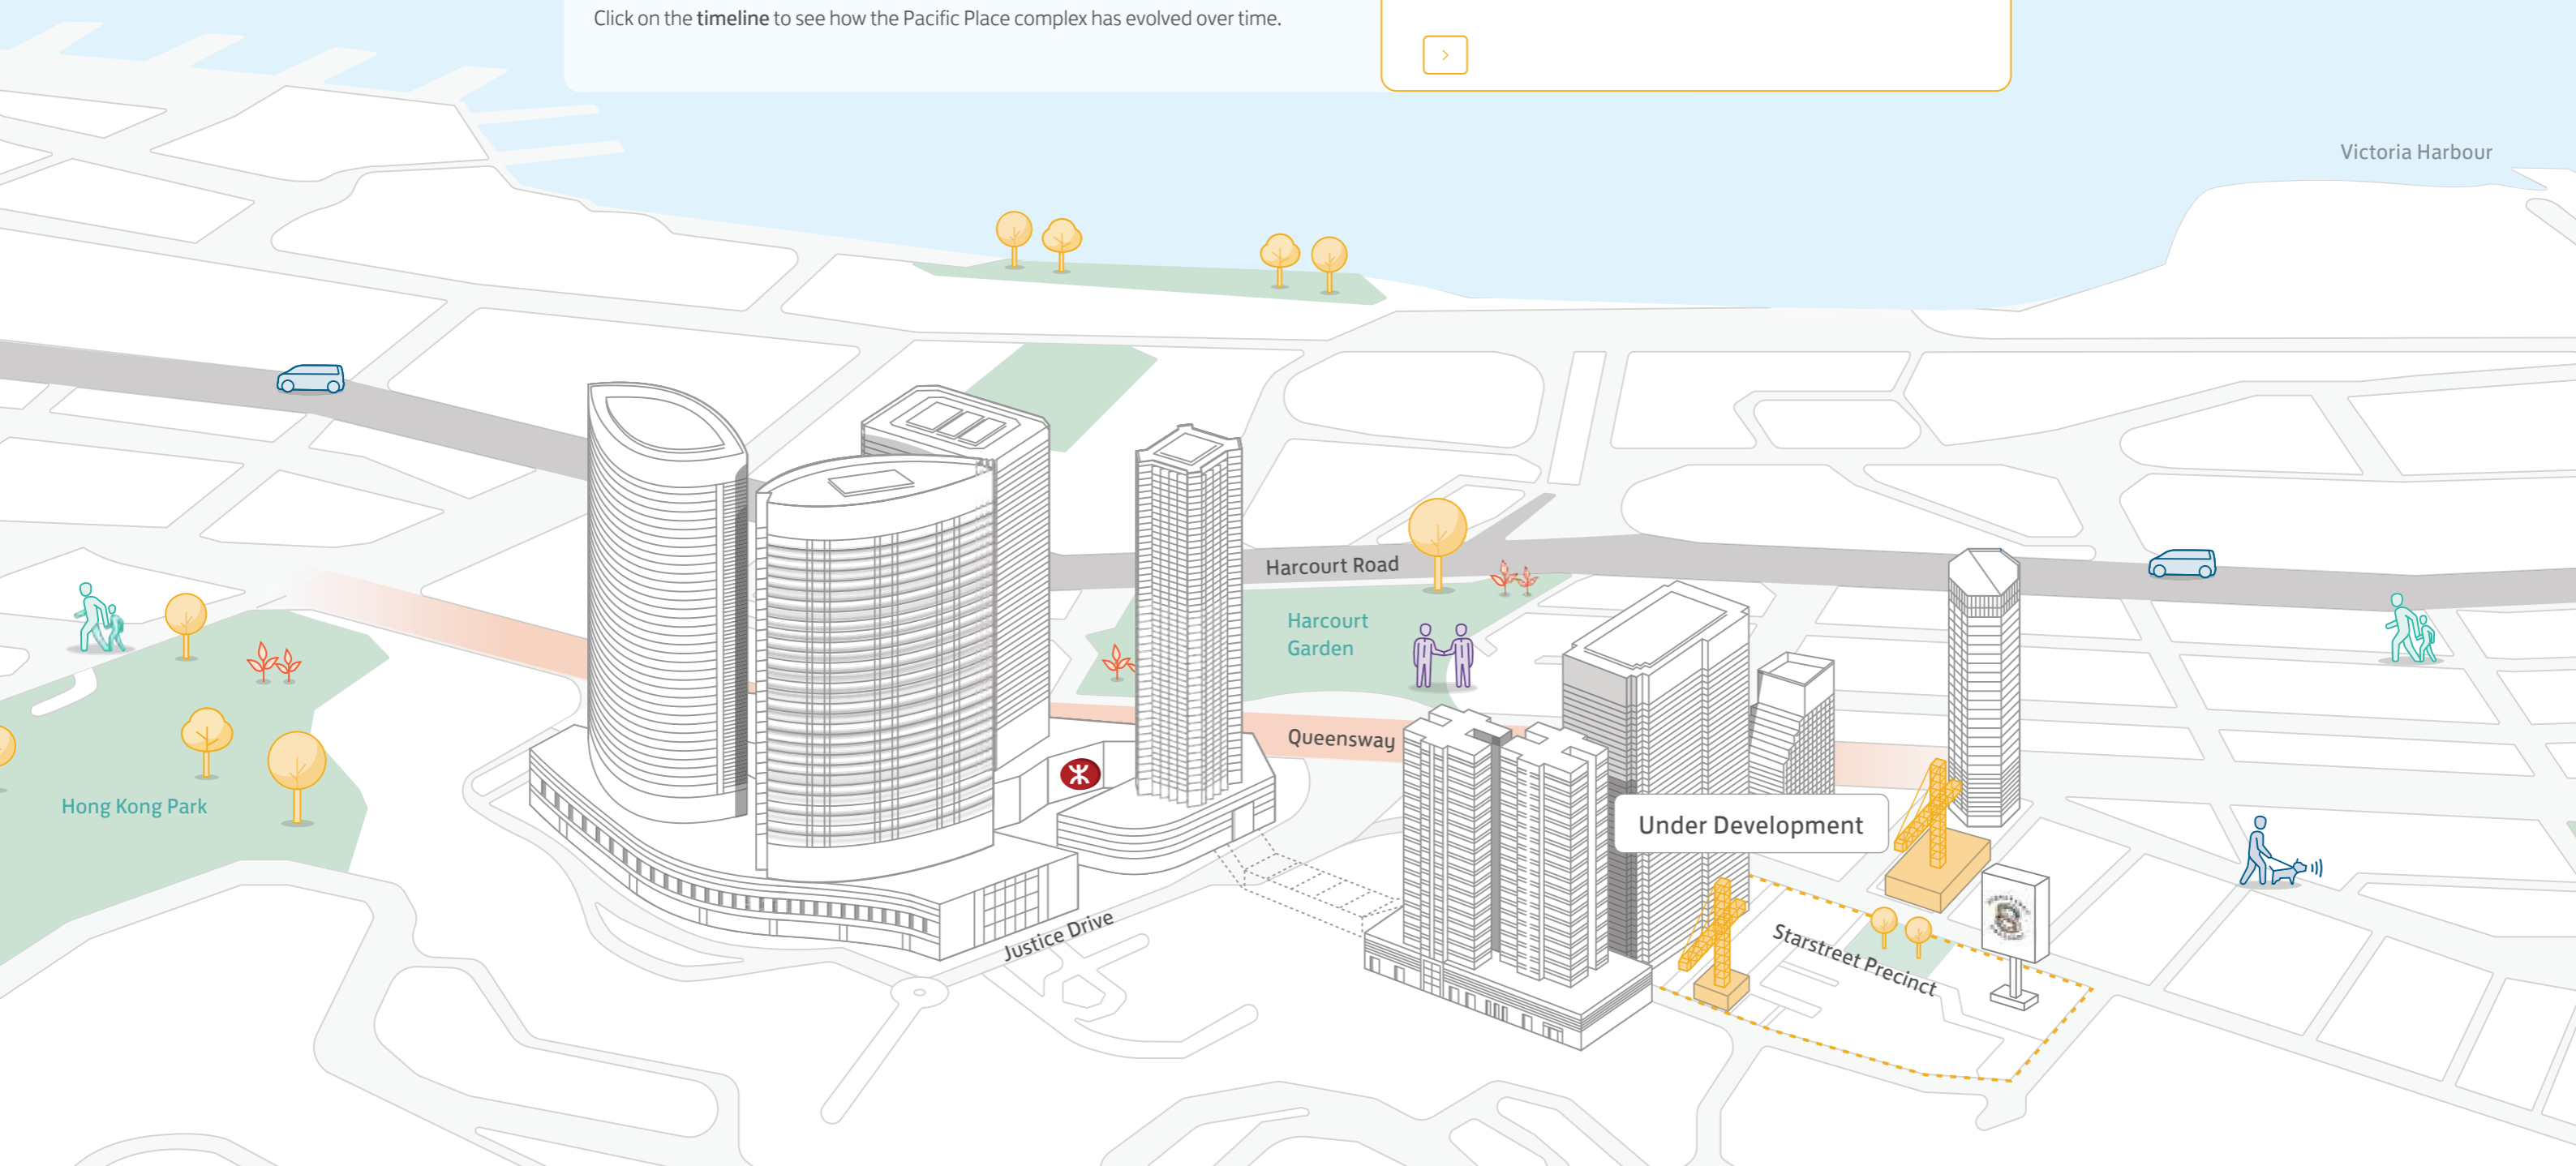 Click on the timeline to see how the Pacific Place complex has evolved over time.
Victoria Harbour
Harcourt Road
Harcourt
Garden
Queensway
Hong Kong Park
Under Development
Justice Drive
Starstreet Precinct